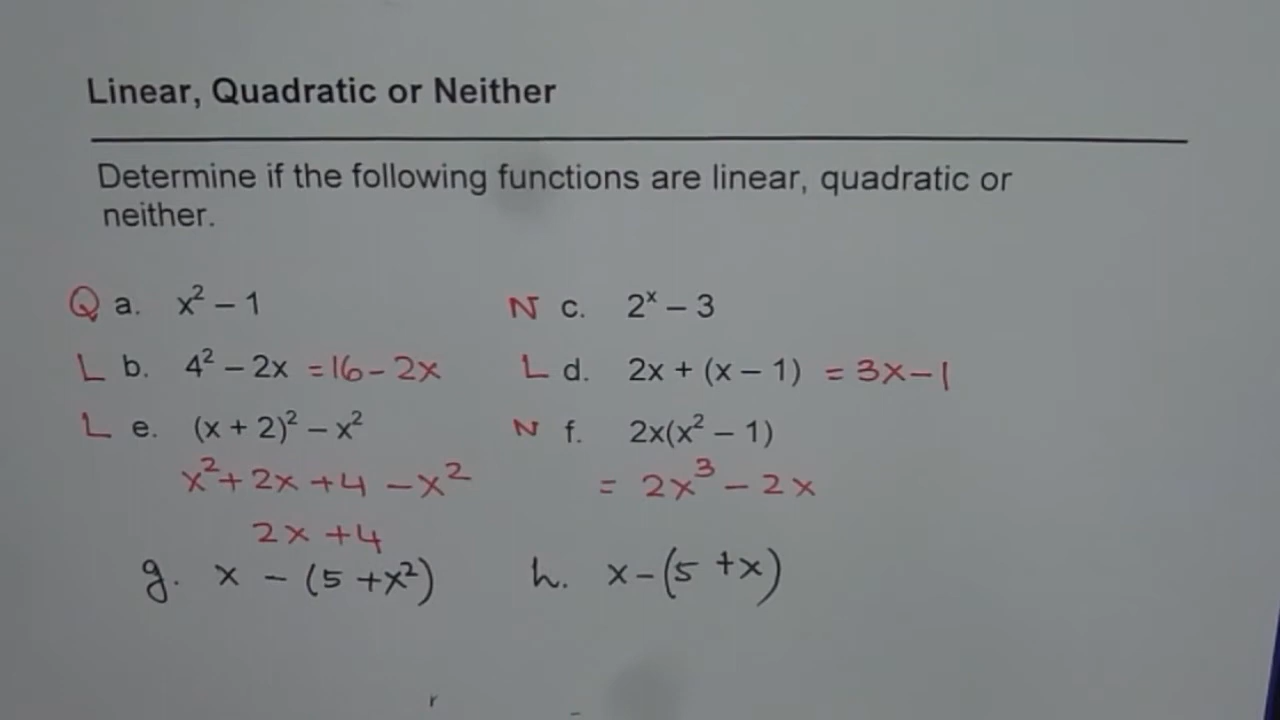 Linear, Quadratic or Neither
Determine if the following functions are linear, quadratic or
neither.
Q a. x² – 1
N c. 2ˣ – 3
L b. 4² – 2x = 16 – 2x
L d. 2x + (x – 1) = 3x – 1
L e. (x + 2)² – x²
x² + 2x + 4 – x²
2x + 4
N f. 2x(x² – 1)
= 2x³ – 2x
g. x – (5 + x²)
h. x – (5 + x)